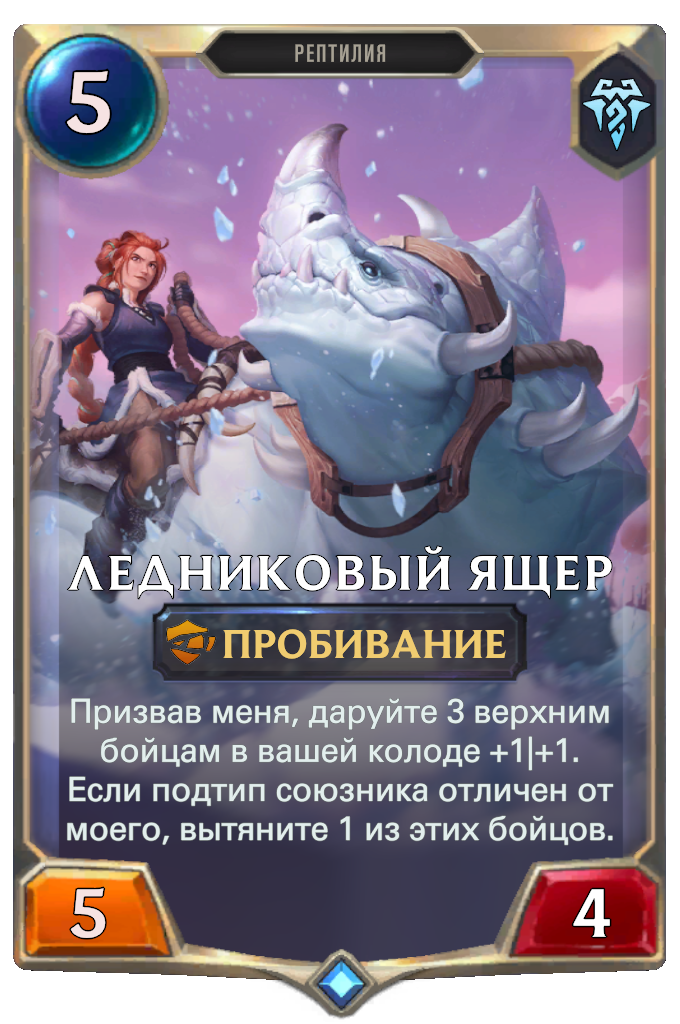 РЕПТИЛИЯ
5
ЛЕДНИКОВЫЙ ЯЩЕР
ПРОБИВАНИЕ
Призвав меня, даруйте 3 верхним
бойцам в вашей колоде +1|+1.
Если подтип союзника отличен от
моего, вытяните 1 из этих бойцов.
5
4